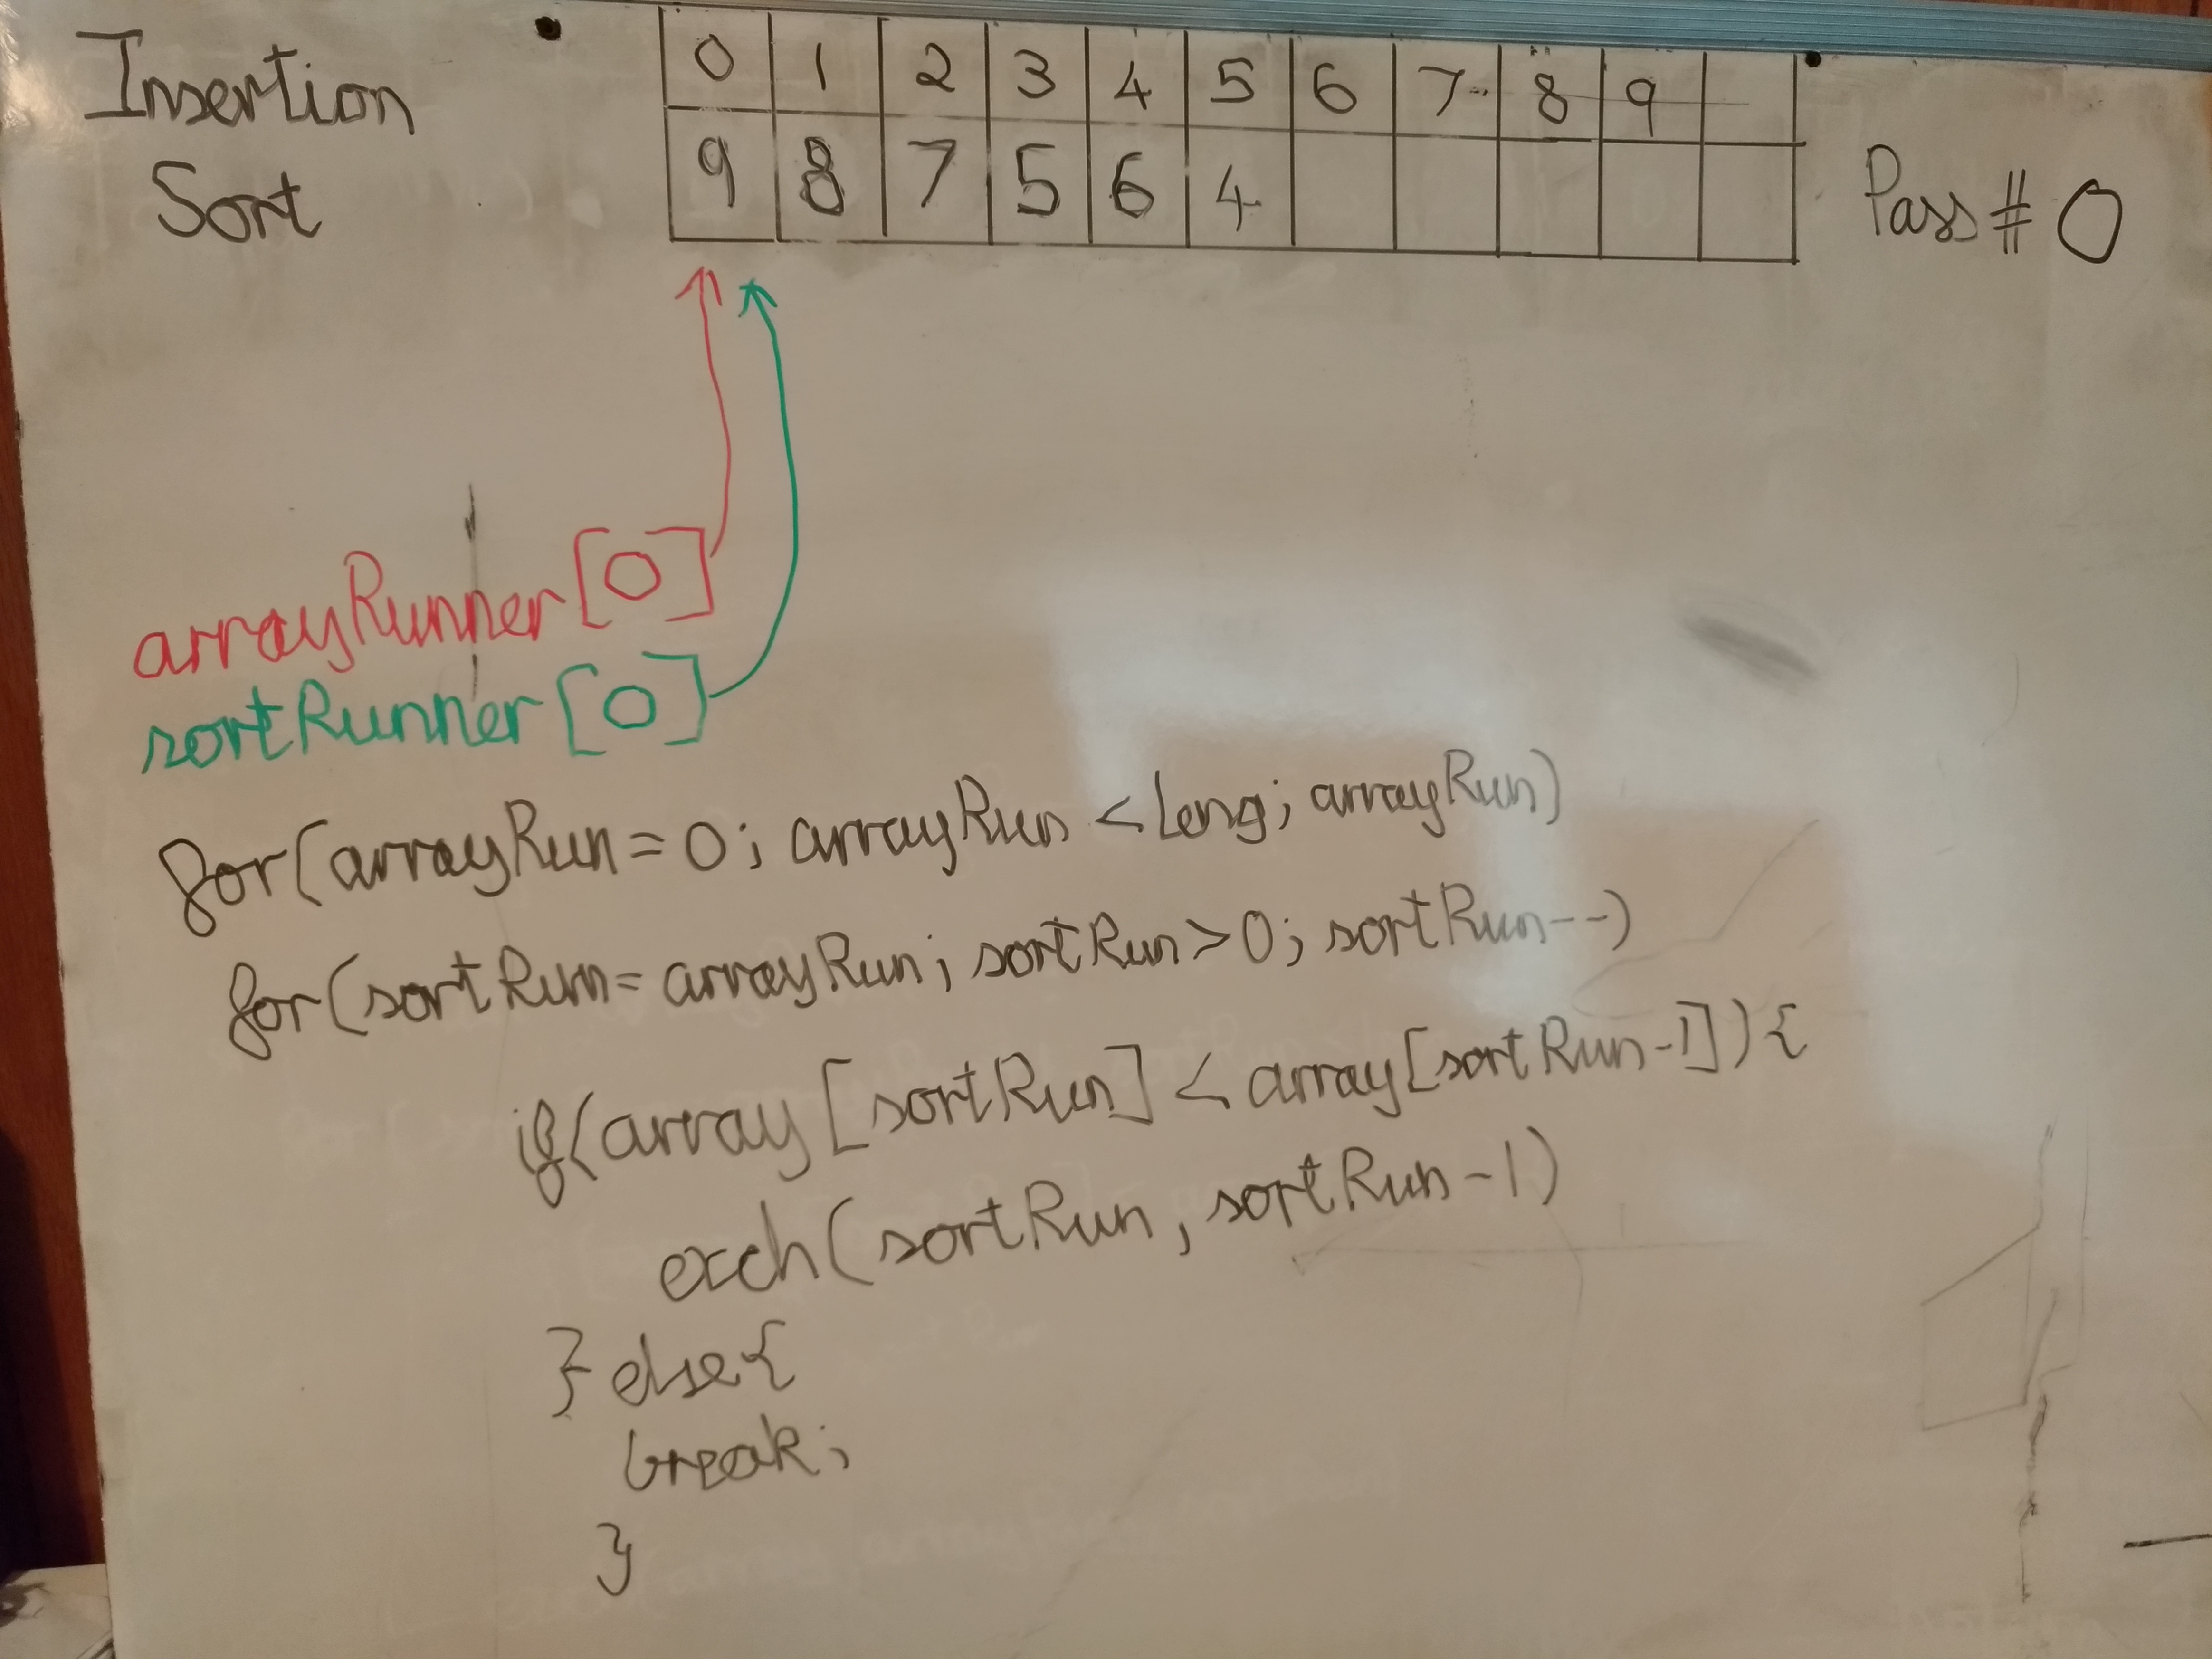 Insertion
Sort
0 1 2 3 4 5 6 7 8 9
9 8 7 5 6 4
Pass # 0
arrayRunner [0]
sortRunner [0]
for(arrayRun = 0; arrayRun < Leng; arrayRun)
for(sortRun = arrayRun; sortRun > 0; sortRun--)
if(array [sortRun] < array[sortRun-1]) {
exch(sortRun, sortRun-1)
} else {
break;
}